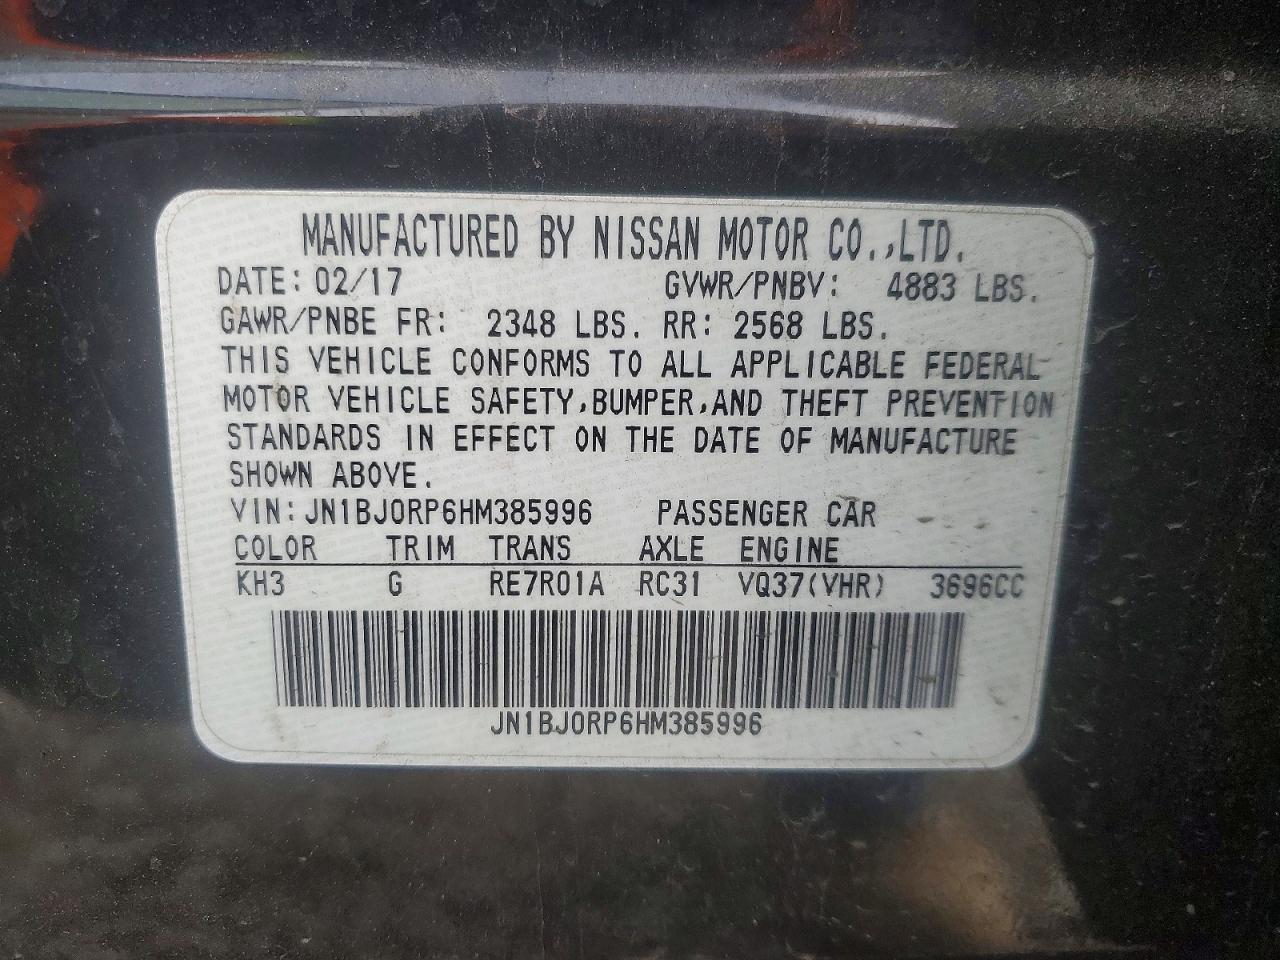 MANUFACTURED BY NISSAN MOTOR CO.,LTD.
DATE: 02/17 GVWR/PNBV: 4883 LBS.
GAWR/PNBE FR: 2348 LBS. RR: 2568 LBS.
THIS VEHICLE CONFORMS TO ALL APPLICABLE FEDERAL
MOTOR VEHICLE SAFETY,BUMPER,AND THEFT PREVENTION
STANDARDS IN EFFECT ON THE DATE OF MANUFACTURE
SHOWN ABOVE.
VIN:JN1BJ0RP6HM385996 PASSENGER CAR
COLOR TRIM TRANS AXLE ENGINE
KH3 G RE7R01A RC31 VQ37(VHR) 3696CC
JN1BJ0RP6HM385996